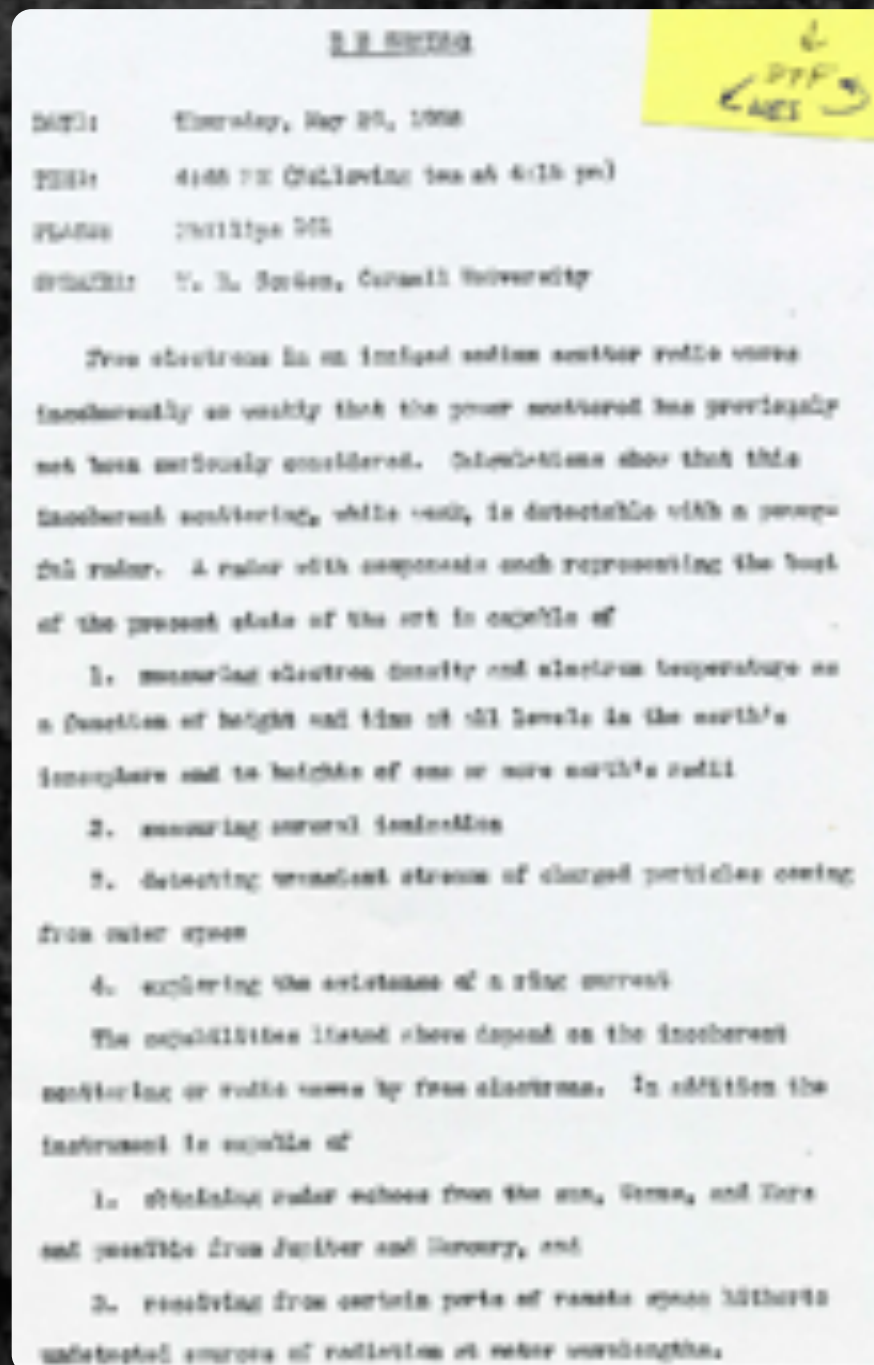 DATE: Thursday, May 1958
TIME: PM (following tea at 4:15 pm)
PLACE: Phillips 101
SPEAKER: Cornell University
Free electrons in an ionized medium scatter radio waves
incoherently so weakly that the power scattered has previously
not been seriously considered. Calculations show that this
incoherent scattering, while weak, is detectable with a power-
ful radar. A radar with components each representing the best
of the present state of the art is capable of
1. measuring electron density and electron temperature as
a function of height and time at all levels in the earth's
ionosphere and to heights of one or more earth's radii
2. measuring auroral ionization
3. detecting transient streams of charged particles coming
from outer space
4. exploring the existence of a ring current
The capabilities listed above depend on the incoherent
scattering or radio waves by free electrons. In addition the
instrument is capable of
1. obtaining radar echoes from the sun, Venus, and Mars
and possible from Jupiter and Mercury, and
2. receiving from certain parts of remote space hitherto
undetected sources of radiation at meter wavelengths.